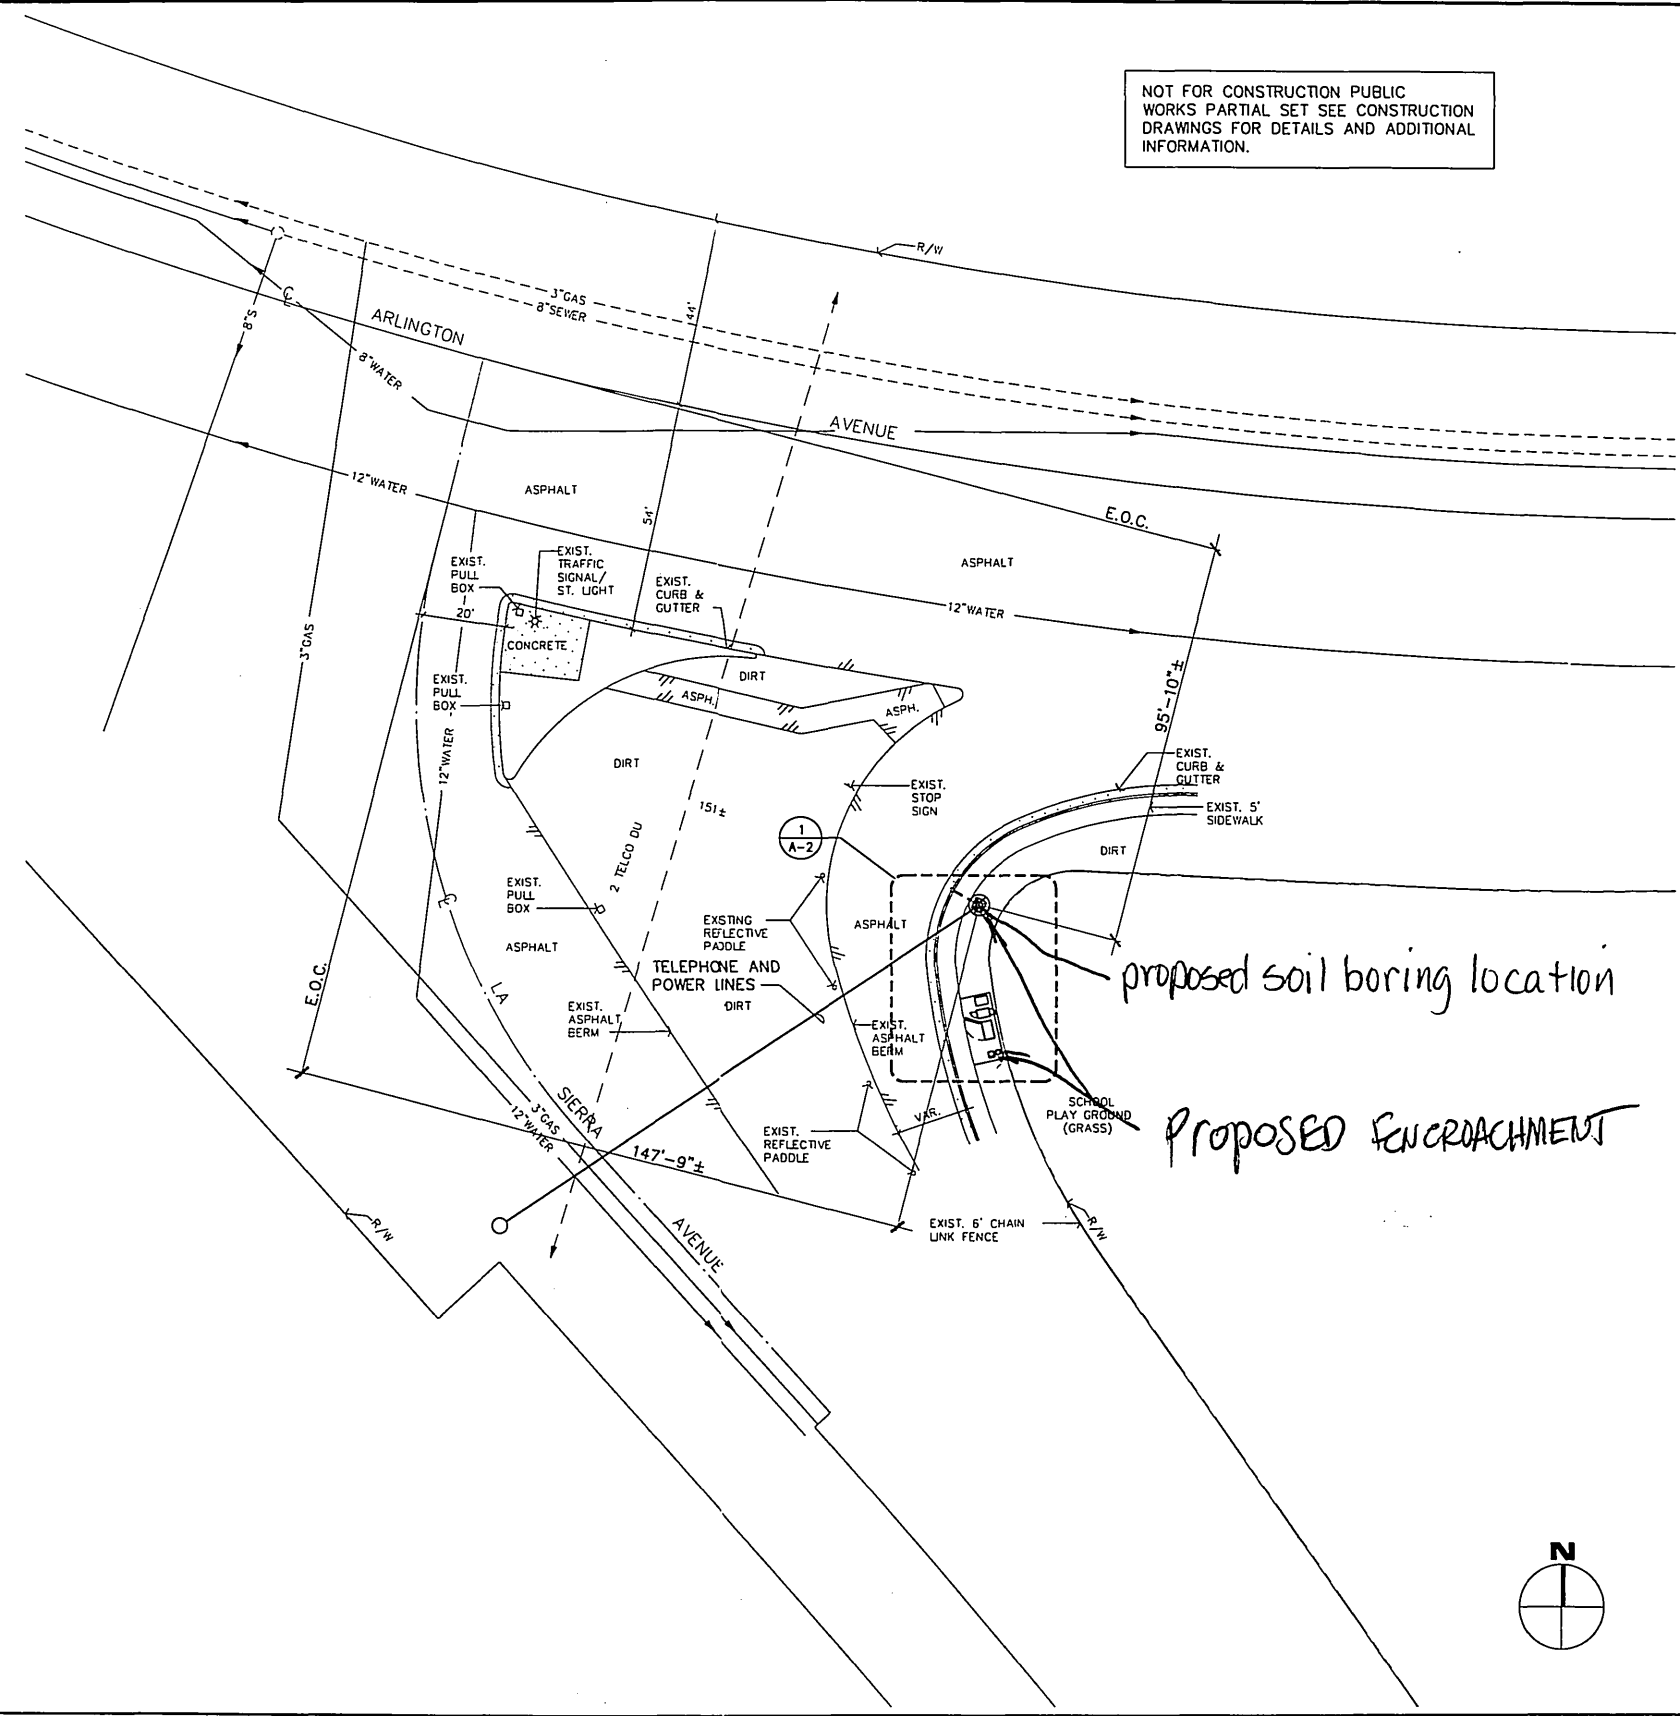 NOT FOR CONSTRUCTION PUBLIC
WORKS PARTIAL SET SEE CONSTRUCTION
DRAWINGS FOR DETAILS AND ADDITIONAL
INFORMATION.
R/W
3"GAS
8"SEWER
44'
8"S
℄
ARLINGTON
8"WATER
AVENUE
12"WATER
ASPHALT
54'
E.O.C.
ASPHALT
EXIST.
PULL
BOX
EXIST.
TRAFFIC
SIGNAL/
ST. LIGHT
EXIST.
CURB &
GUTTER
20'
12"WATER
3"GAS
CONCRETE
DIRT
EXIST.
PULL
BOX
ASPH.
ASPH.
95'-10"±
12"WATER
DIRT
EXIST.
CURB &
GUTTER
EXIST.
STOP
SIGN
151±
EXIST. 5'
SIDEWALK
1
A-2
DIRT
2 TELCO DU
EXIST.
PULL
BOX
℄
EXISTING
REFLECTIVE
PADDLE
ASPHALT
ASPHALT
TELEPHONE AND
POWER LINES
DIRT
proposed soil boring location
E.O.C.
LA
EXIST.
ASPHALT
BERM
EXIST.
ASPHALT
BERM
SIERRA
3"GAS
12"WATER
VAR.
SCHOOL
PLAY GROUND
(GRASS)
PROPOSED ENCROACHMENT
EXIST.
REFLECTIVE
PADDLE
147'-9"±
R/W
AVENUE
EXIST. 6' CHAIN
LINK FENCE
R/W
N